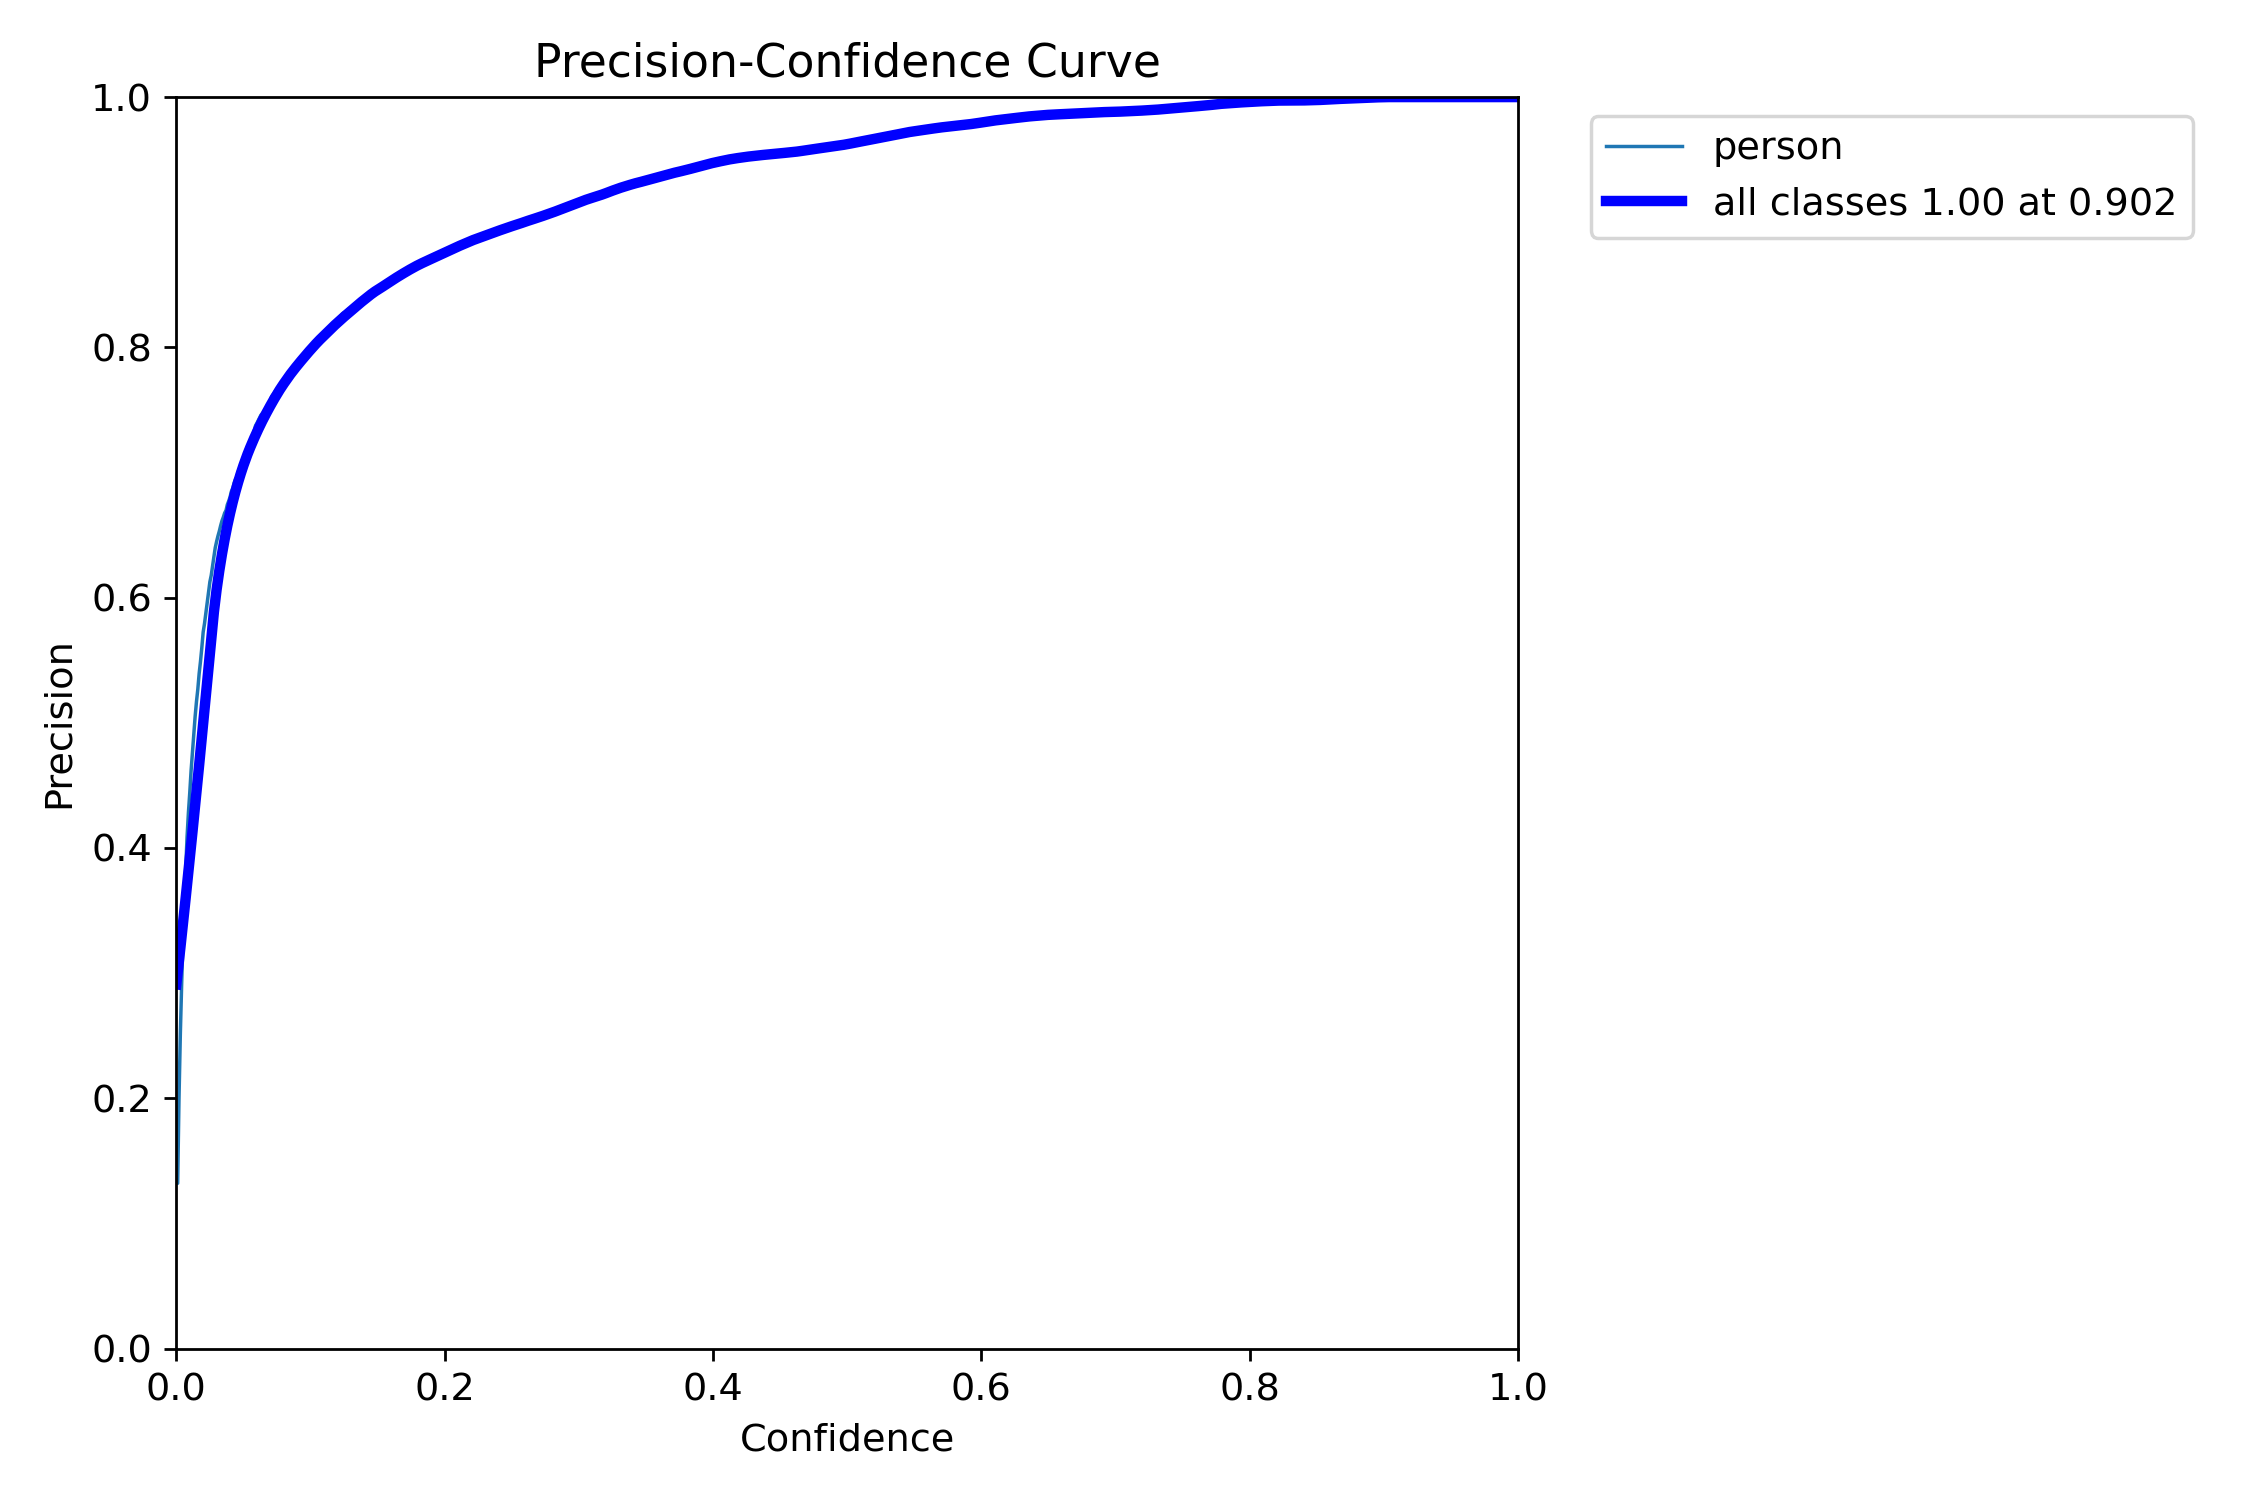 Precision-Confidence Curve
1.0
0.8
0.6
0.4
0.2
0.0
Precision
0.0 0.2 0.4 0.6 0.8 1.0
Confidence
person
all classes 1.00 at 0.902